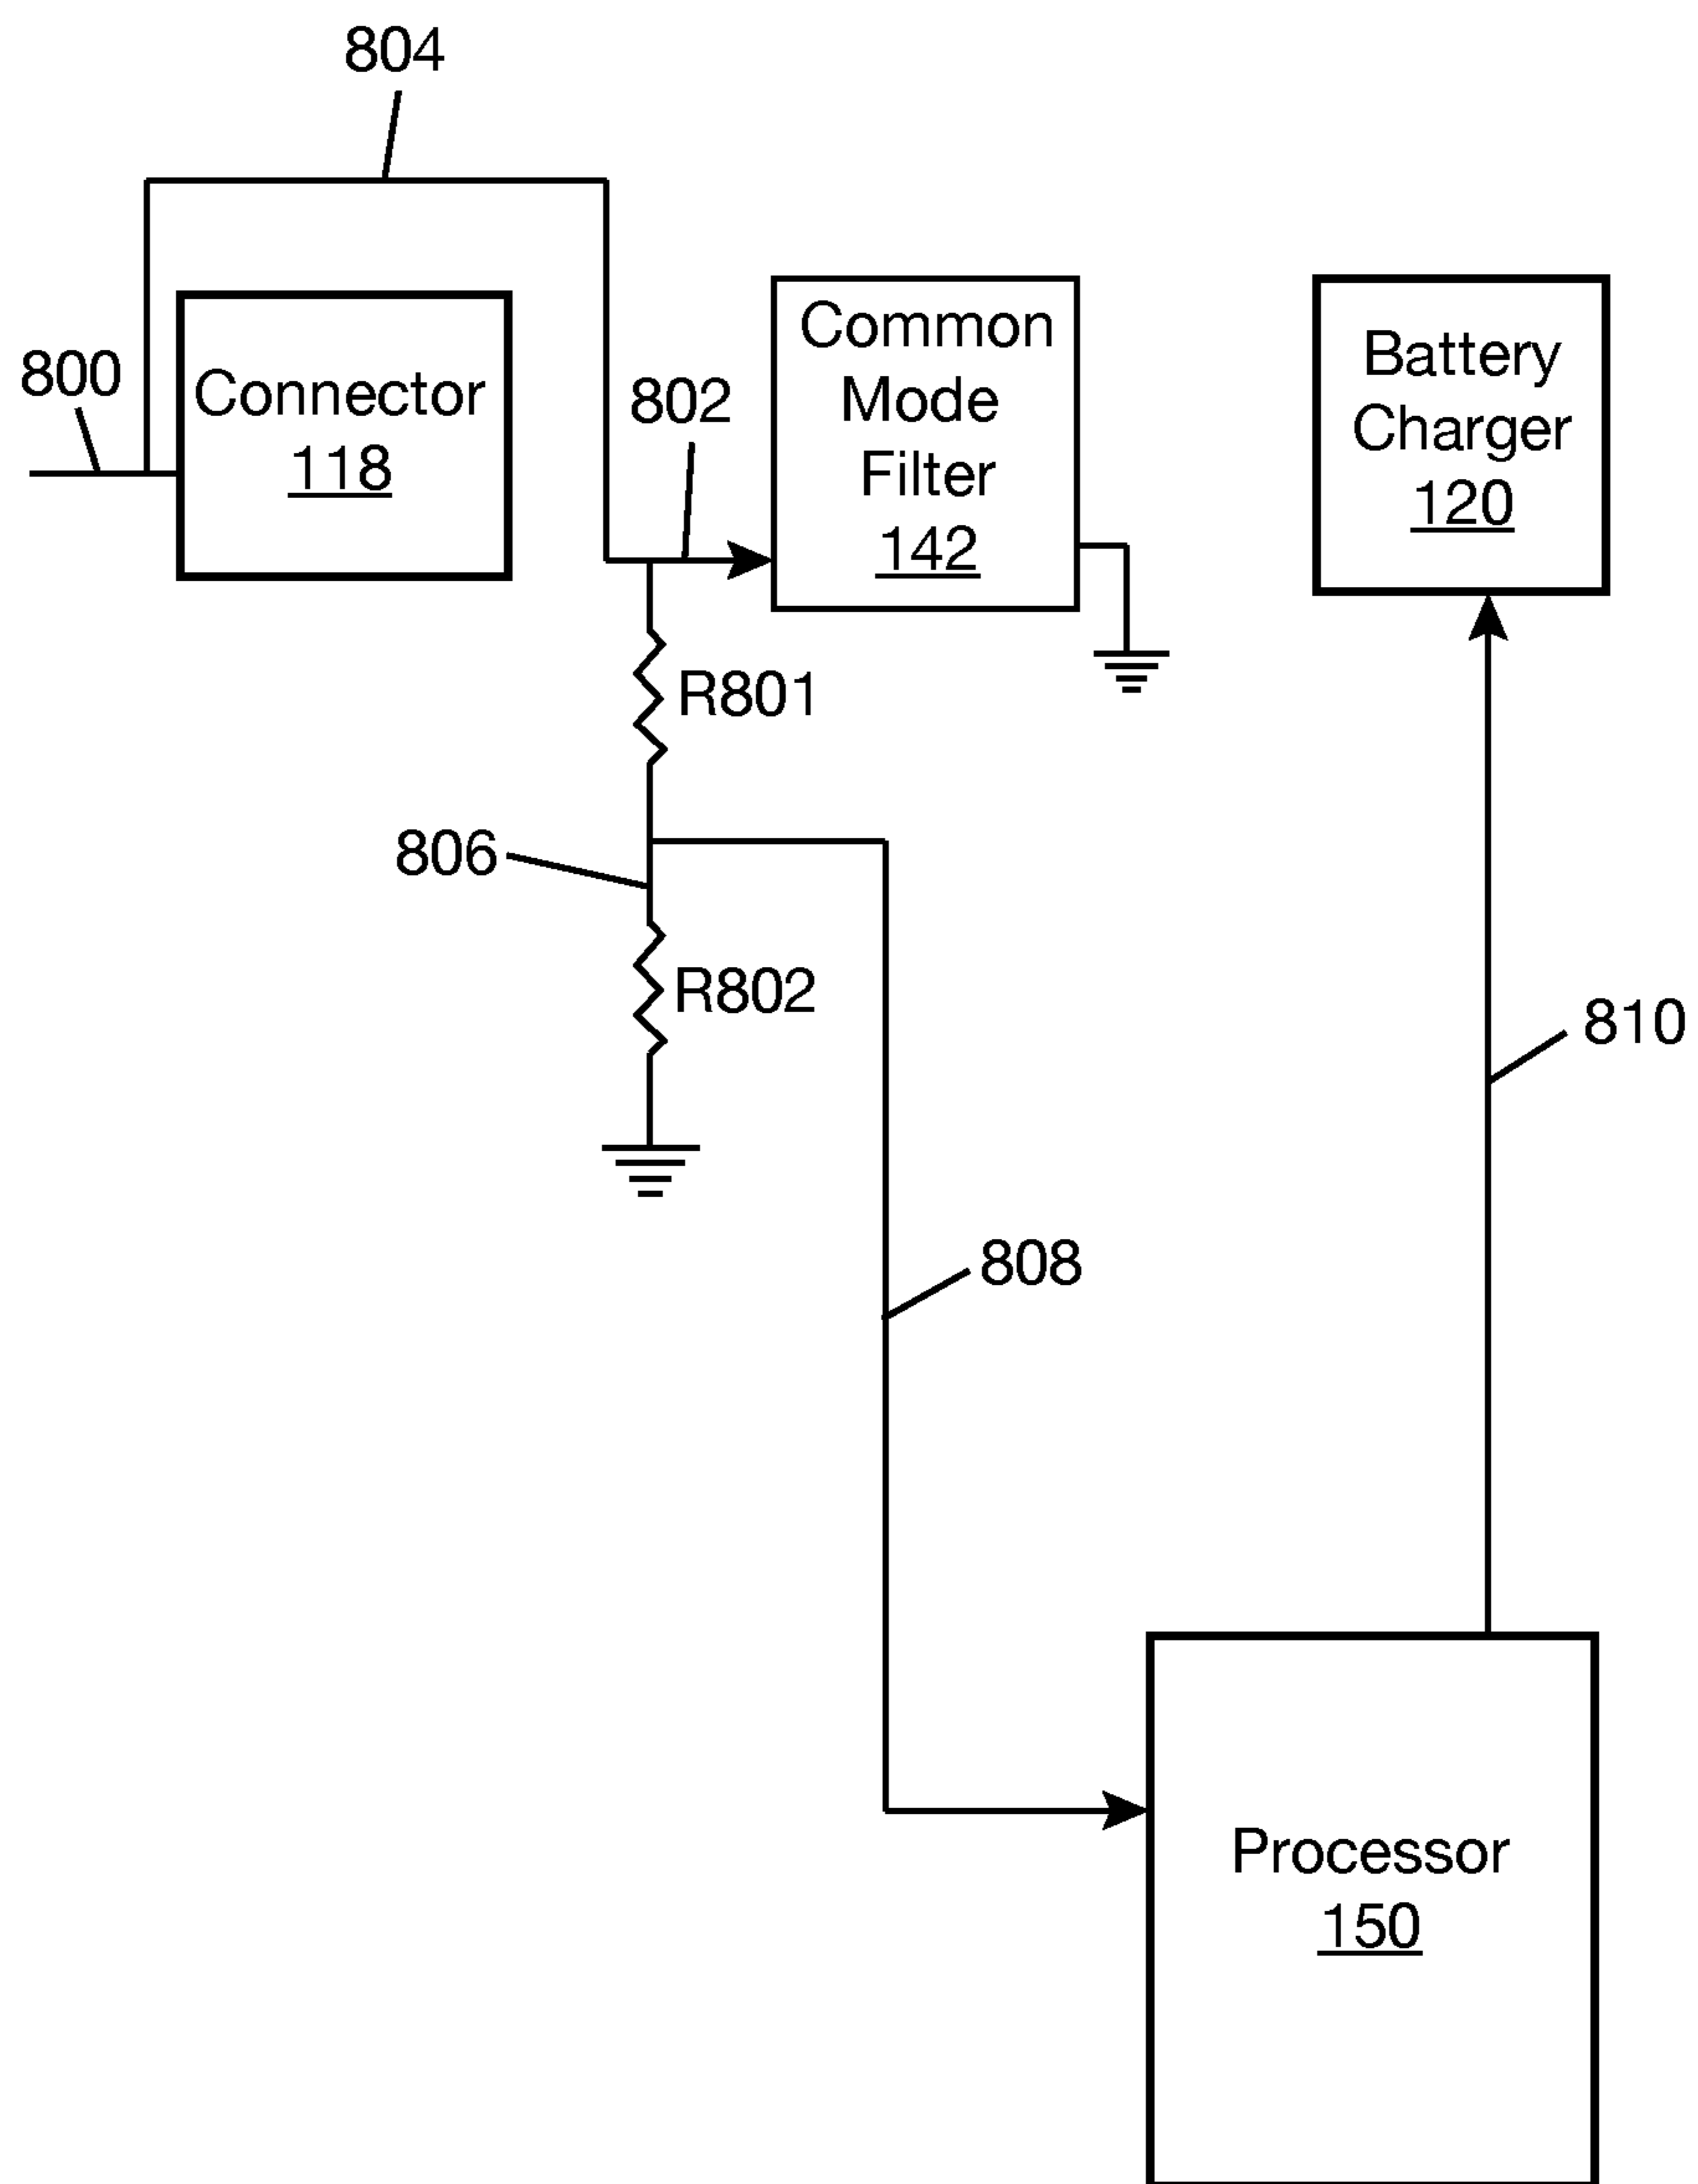 804
800
Connector
118
802
Common
Mode
Filter
142
Battery
Charger
120
R801
806
R802
810
808
Processor
150